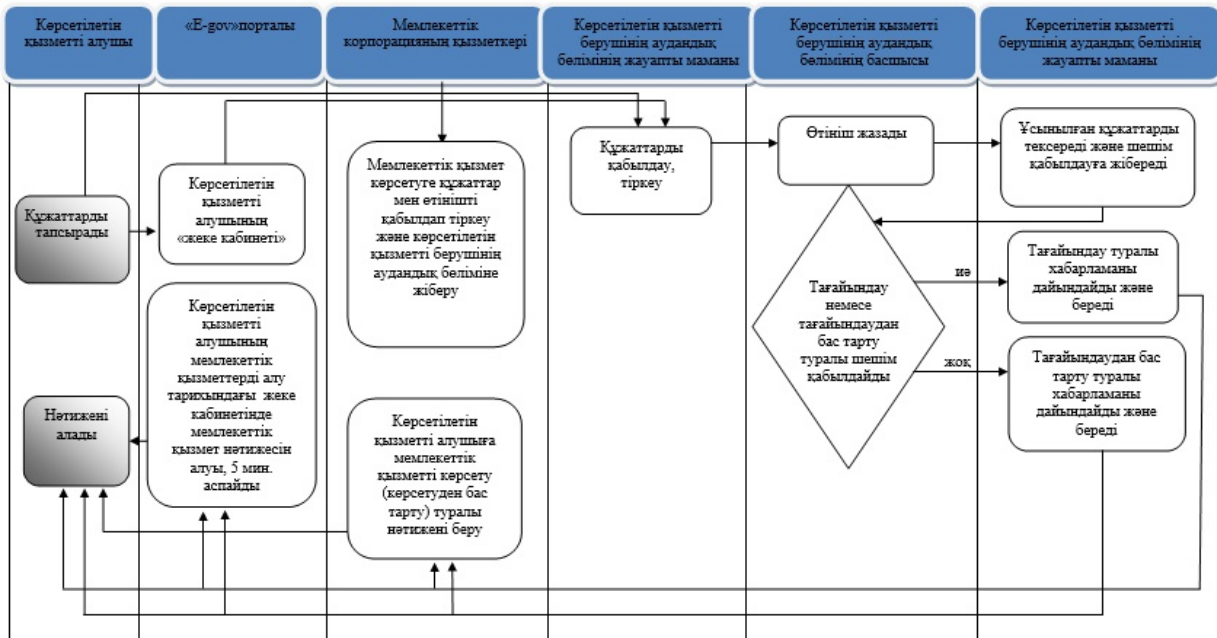 Көрсетілетін
қызметті алушы
«E-gov»порталы
Мемлекеттік
корпорацияның қызметкері
Көрсетілетін қызметті
берушінің аудандық
бөлімінің жауапты маманы
Көрсетілетін қызметті
берушінің аудандық
бөлімінің басшысы
Көрсетілетін қызметті
берушінің аудандық бөлімінің
жауапты маманы
Құжаттарды
тапсырады
Көрсетілетін
қызметті
алушының
«жеке кабинеті»
Мемлекеттік қызмет
көрсетуге құжаттар
мен өтінішті
қабылдап тіркеу
және көрсетілетін
қызметті берушінің
аудандық бөліміне
жіберу
Құжаттарды
қабылдау,
тіркеу
Өтініш жазады
Ұсынылған құжаттарды
тексереді және шешім
қабылдауға жібереді
Тағайындау
немесе
тағайындаудан
бас тарту
туралы шешім
қабылдайды
иә
Тағайындау туралы
хабарламаны
дайындайды және
береді
жоқ
Тағайындаудан бас
тарту туралы
хабарламаны
дайындайды және
береді
Көрсетілетін
қызметті
алушының
мемлекеттік
қызметтерді алу
тарихындағы жеке
кабинетінде
мемлекеттік
қызмет нәтижесін
алуы, 5 мин.
аспайды
Нәтижені
алады
Көрсетілетін
қызметті алушыға
мемлекеттік
қызметті көрсету
(көрсетуден бас
тарту) туралы
нәтижені беру